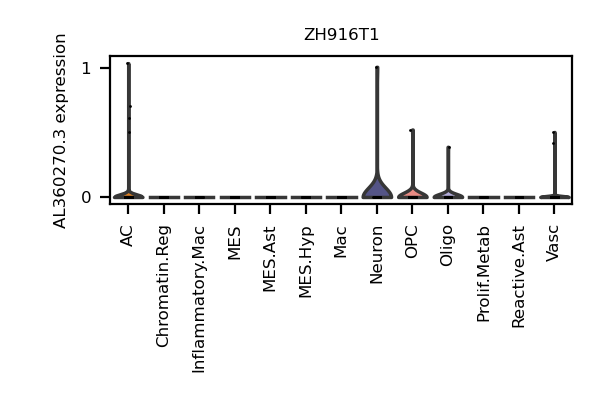 ZH916T1
AL360270.3 expression
1
0
AC
Chromatin.Reg
Inflammatory.Mac
MES
MES.Ast
MES.Hyp
Mac
Neuron
OPC
Oligo
Prolif.Metab
Reactive.Ast
Vasc